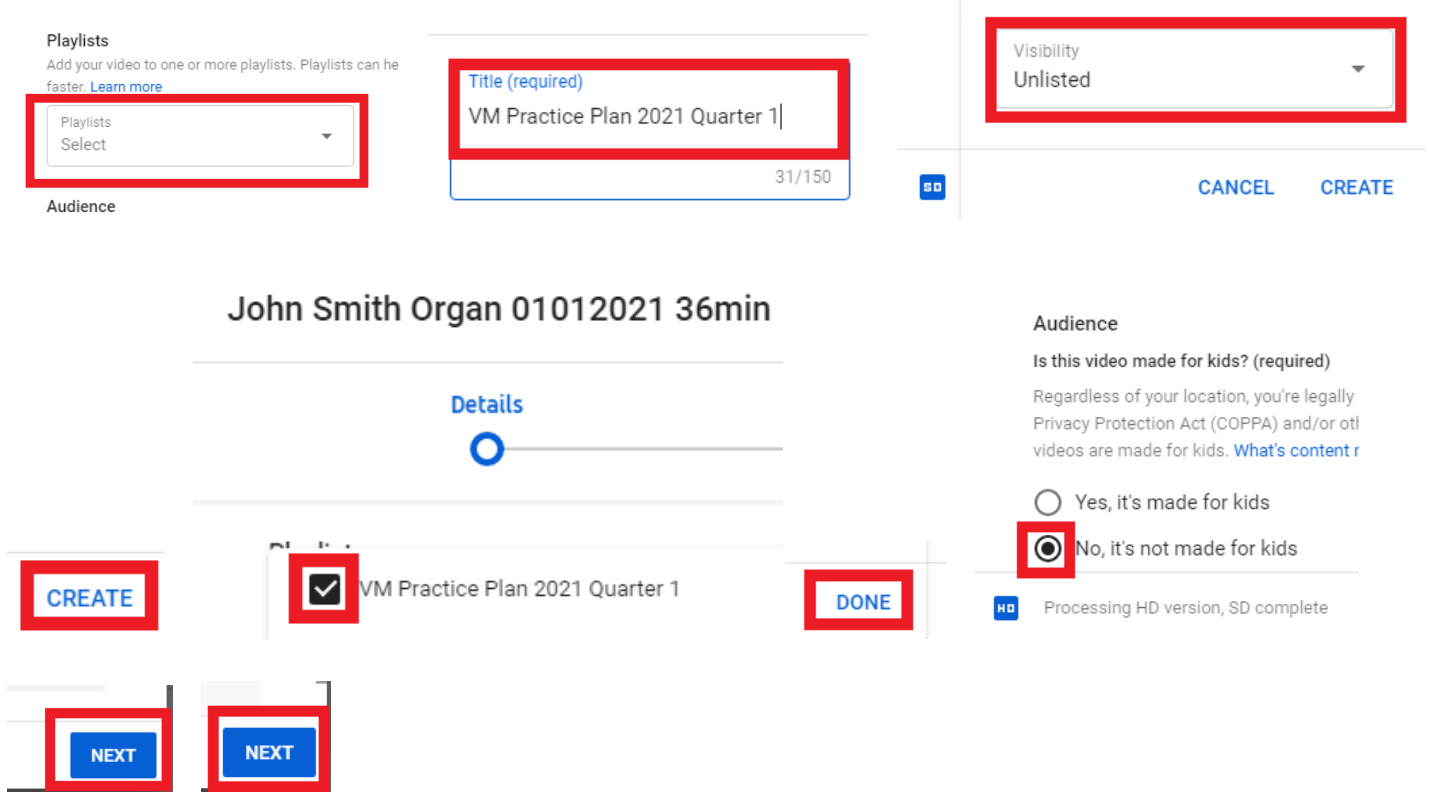 Playlists
Add your video to one or more playlists. Playlists can he
faster. Learn more
Playlists
Select
Audience
Title (required)
VM Practice Plan 2021 Quarter 1
31/150
Visibility
Unlisted
SD
CANCEL CREATE
John Smith Organ 01012021 36min
Details
Audience
Is this video made for kids? (required)
Regardless of your location, you're legally
Privacy Protection Act (COPPA) and/or oth
videos are made for kids. What's content
Yes, it's made for kids
No, it's not made for kids
HD Processing HD version, SD complete
CREATE
VM Practice Plan 2021 Quarter 1
DONE
NEXT
NEXT